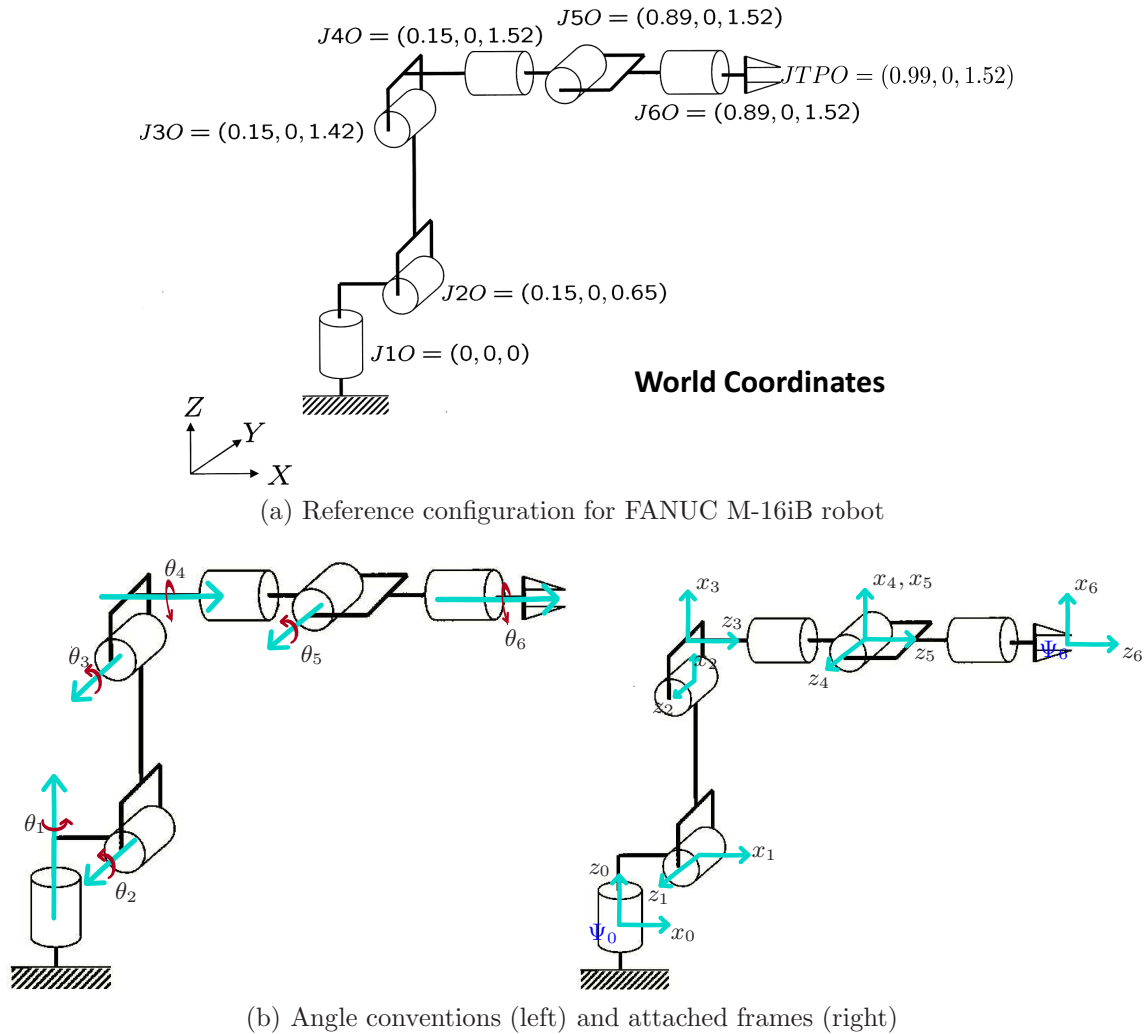 J5O = (0.89, 0, 1.52)
J4O = (0.15, 0, 1.52)
JTPO = (0.99, 0, 1.52)
J6O = (0.89, 0, 1.52)
J3O = (0.15, 0, 1.42)
J2O = (0.15, 0, 0.65)
J1O = (0, 0, 0)
World Coordinates
Z
Y
X
(a) Reference configuration for FANUC M-16iB robot
θ₄
θ₃
θ₅
θ₆
θ₁
θ₂
x₃
x₄, x₅
x₆
z₃
z₅
Ψ₆
z₆
x₂
z₄
z₂
x₁
z₀
z₁
Ψ₀
x₀
(b) Angle conventions (left) and attached frames (right)